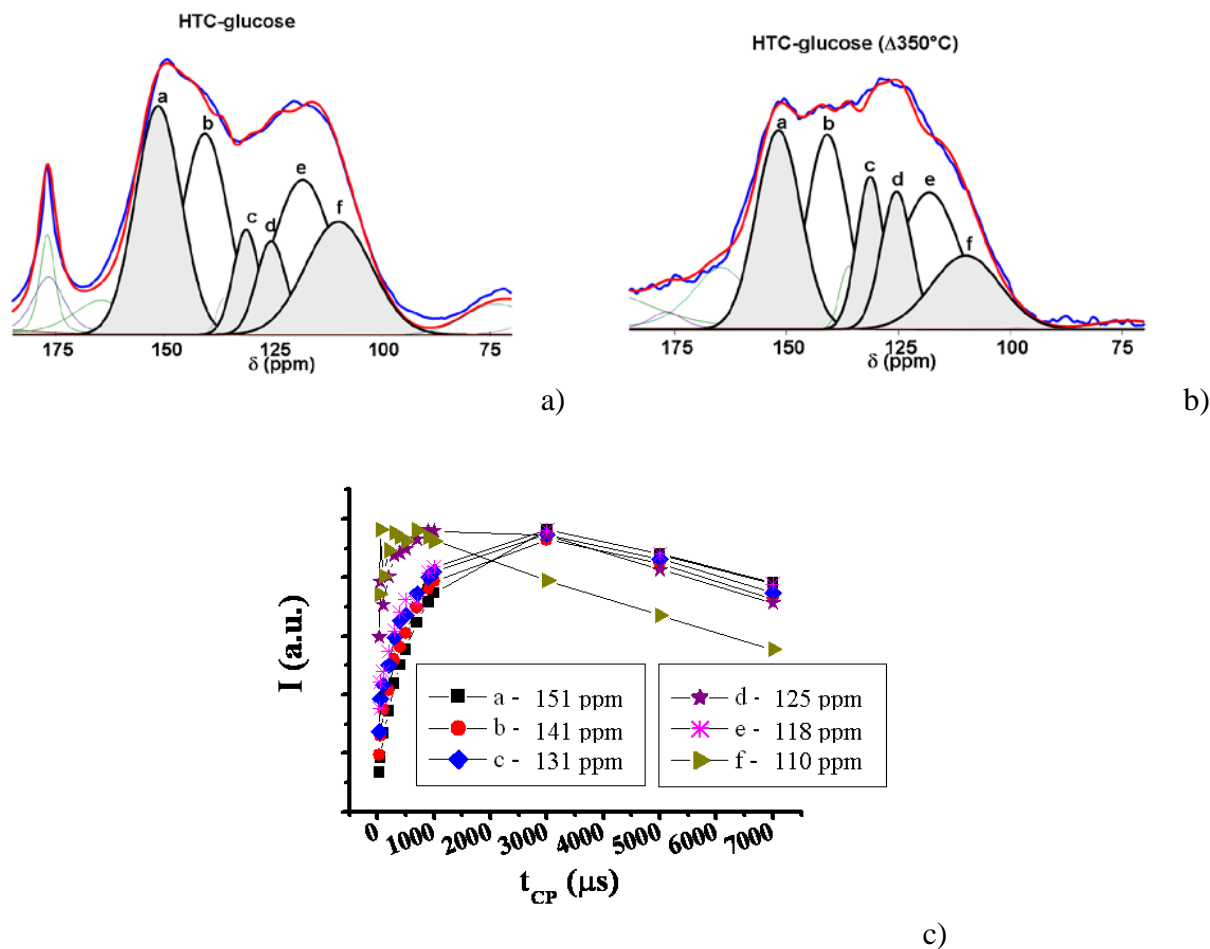 HTC-glucose
a
b
c
d
e
f
175
150
125
100
75
δ (ppm)
a)
HTC-glucose (Δ350°C)
a
b
c
d
e
f
175
150
125
100
75
δ (ppm)
b)
I (a.u.)
a - 151 ppm
b - 141 ppm
c - 131 ppm
d - 125 ppm
e - 118 ppm
f - 110 ppm
0
1000
2000
3000
4000
5000
6000
7000
tCP (μs)
c)